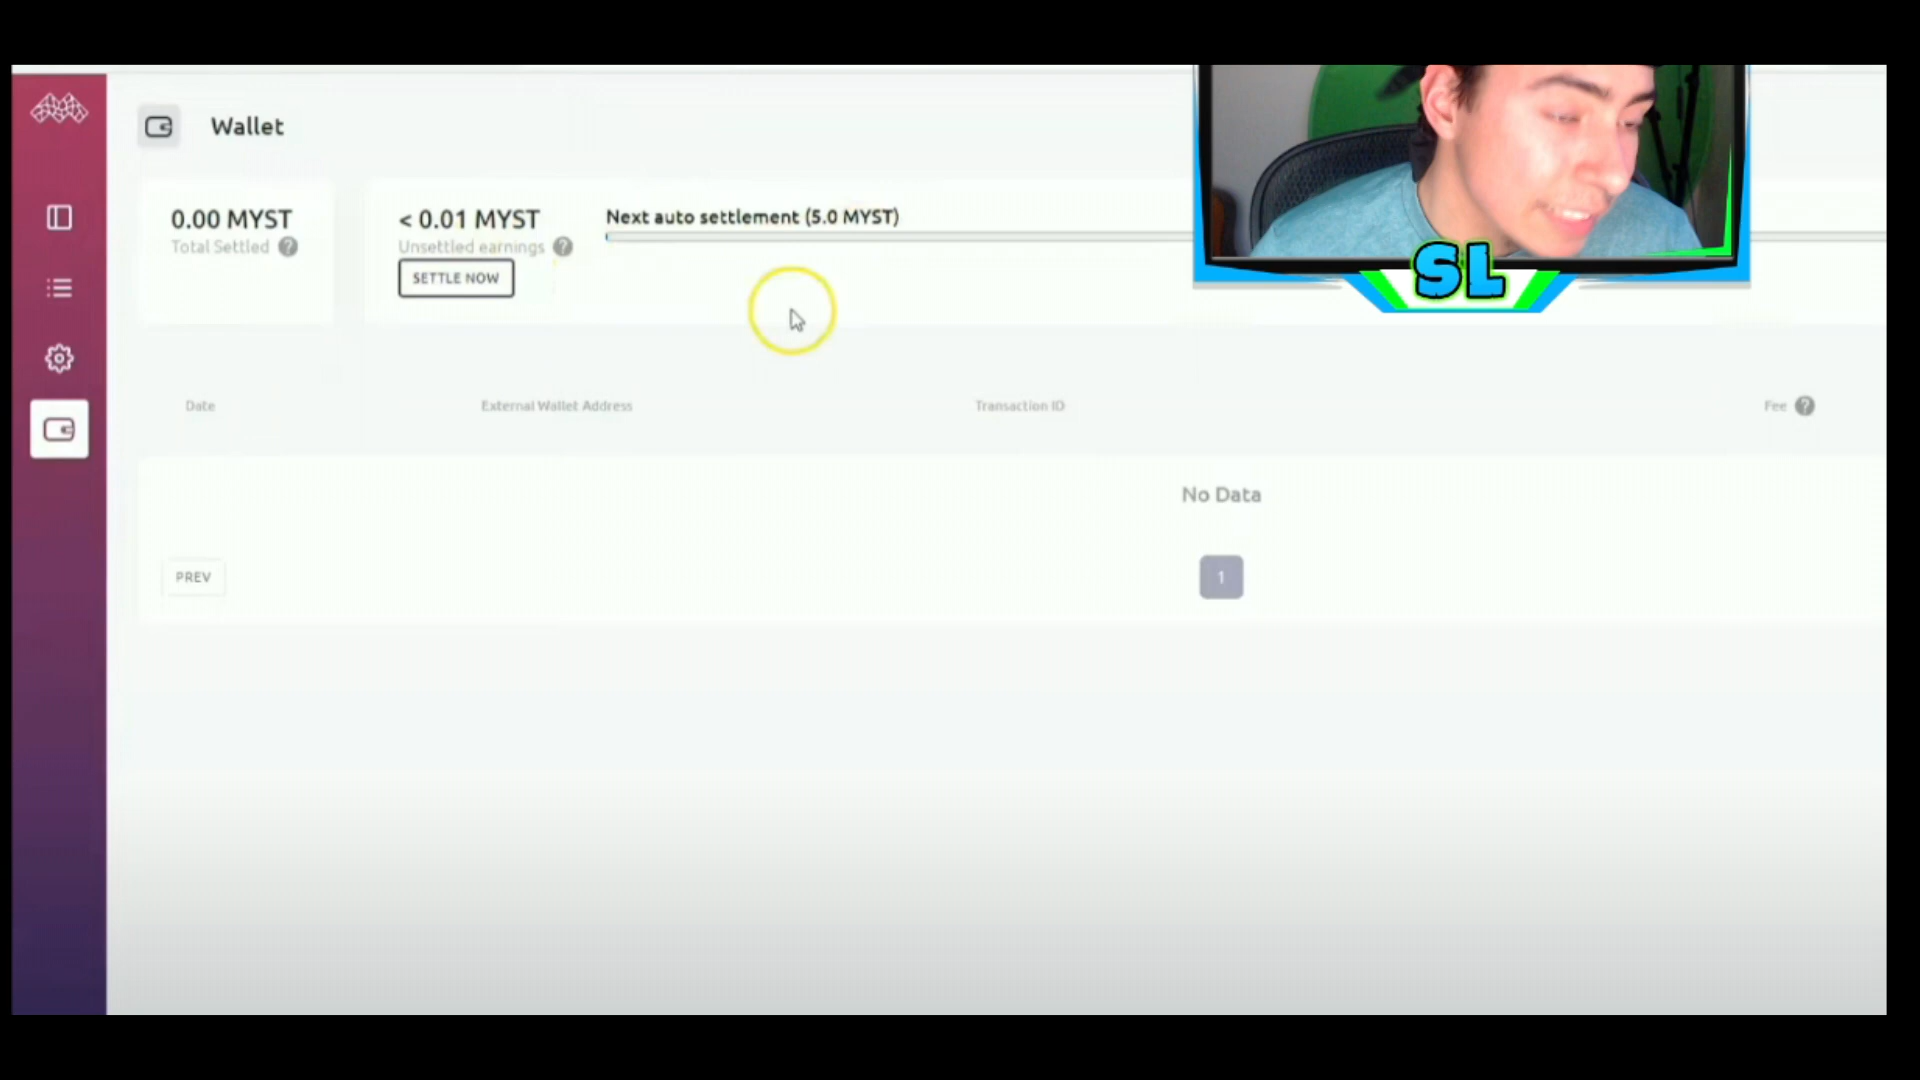 Wallet
0.00 MYST
Total Settled ?
< 0.01 MYST
Unsettled earnings ?
SETTLE NOW
Next auto settlement (5.0 MYST)
SL
Date External Wallet Address Transaction ID Fee ?
No Data
PREV 1